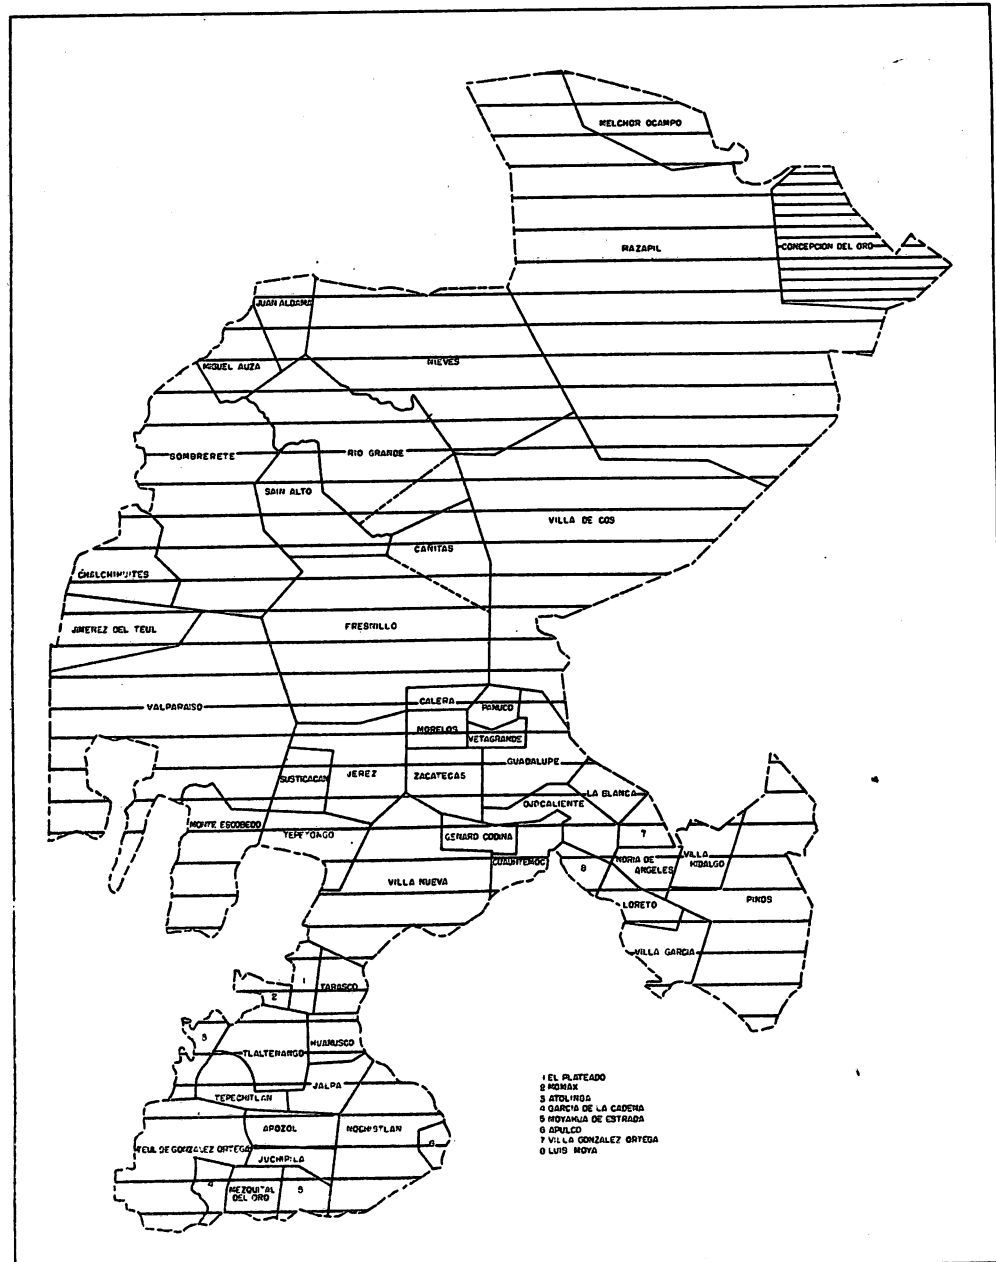 MELCHOR OCAMPO
MAZAPIL
CONCEPCION DEL ORO
JUAN ALDAMA
NIEVES
MIGUEL AUZA
SOMBRERETE
RIO GRANDE
SAIN ALTO
VILLA DE COS
CAÑITAS
CHALCHIHUITES
JIMENEZ DEL TEUL
FRESNILLO
VALPARAISO
CALERA
PANUCO
MORELOS
VETAGRANDE
GUADALUPE
SUSTICACAN
JEREZ
ZACATECAS
LA BLANCA
OJOCALIENTE
MONTE ESCOBEDO
TEPETONGO
GENARO CODINA
7
VILLA
HIDALGO
CUAUHTEMOC
8
NORIA DE
ANGELES
VILLA NUEVA
LORETO
PINOS
VILLA GARCIA
1
TABASCO
2
3
HUANUSCO
TLALTENANGO
JALPA
TEPECHITLAN
APOZOL
NOCHISTLAN
6
TEUL DE GONZALEZ ORTEGA
JUCHIPILA
4
MEZQUITAL
DEL ORO
5
1 EL PLATEADO
2 MOMAX
3 ATOLINGA
4 GARCIA DE LA CADENA
5 MOYAHUA DE ESTRADA
6 APULCO
7 VILLA GONZALEZ ORTEGA
8 LUIS MOYA